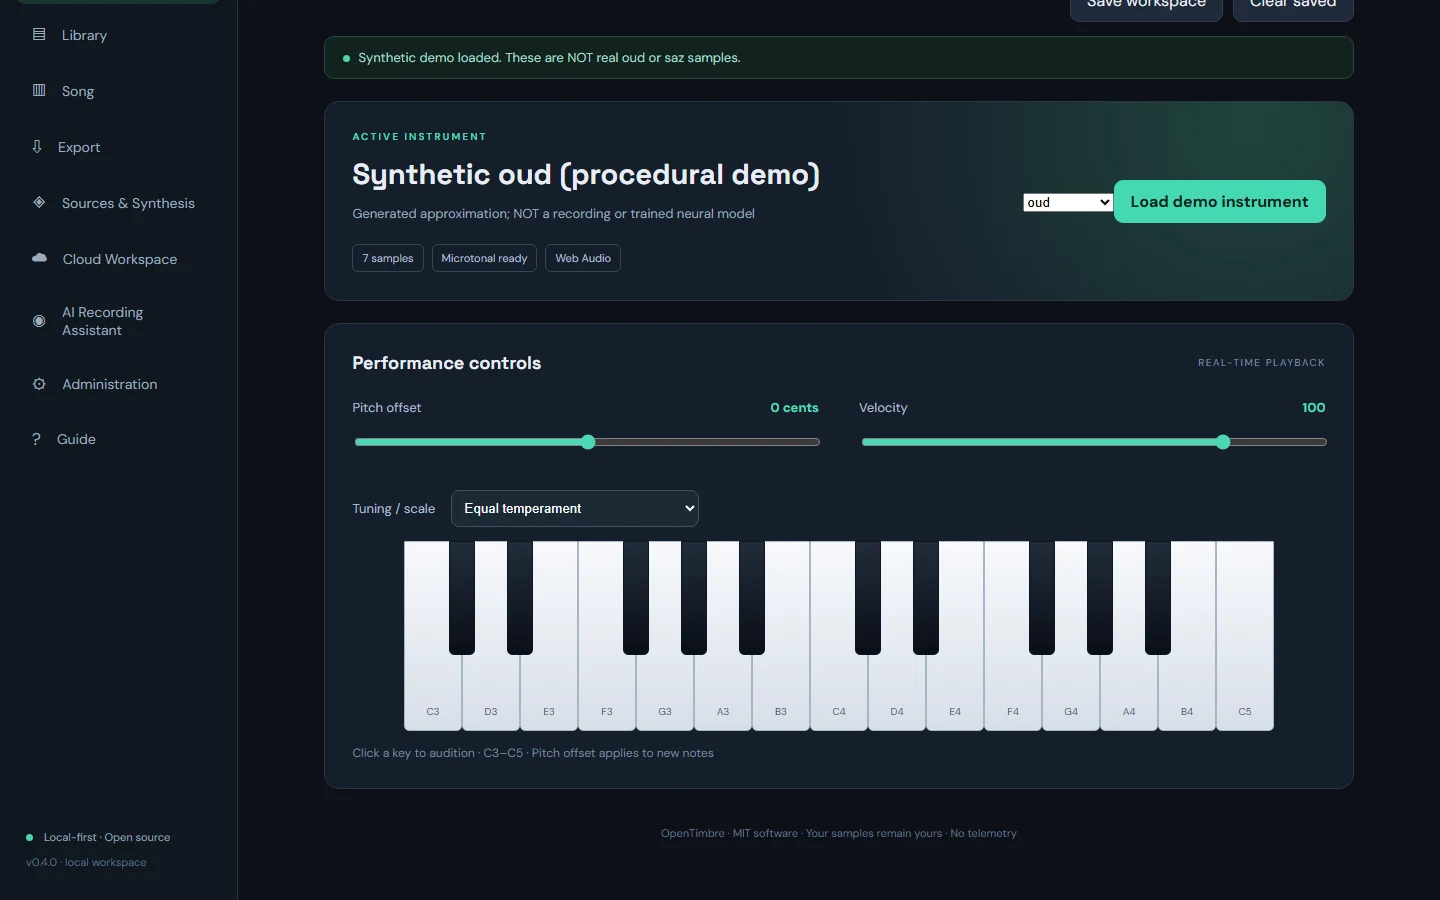 Save workspace
Clear saved
Library
Song
Export
Sources & Synthesis
Cloud Workspace
AI Recording
Assistant
Administration
? Guide
Local-first · Open source
v0.4.0 · local workspace
Synthetic demo loaded. These are NOT real oud or saz samples.
ACTIVE INSTRUMENT
Synthetic oud (procedural demo)
Generated approximation; NOT a recording or trained neural model
7 samples
Microtonal ready
Web Audio
oud
Load demo instrument
Performance controls
REAL-TIME PLAYBACK
Pitch offset
0 cents
Velocity
100
Tuning / scale
Equal temperament
C3 D3 E3 F3 G3 A3 B3 C4 D4 E4 F4 G4 A4 B4 C5
Click a key to audition · C3–C5 · Pitch offset applies to new notes
OpenTimbre · MIT software · Your samples remain yours · No telemetry